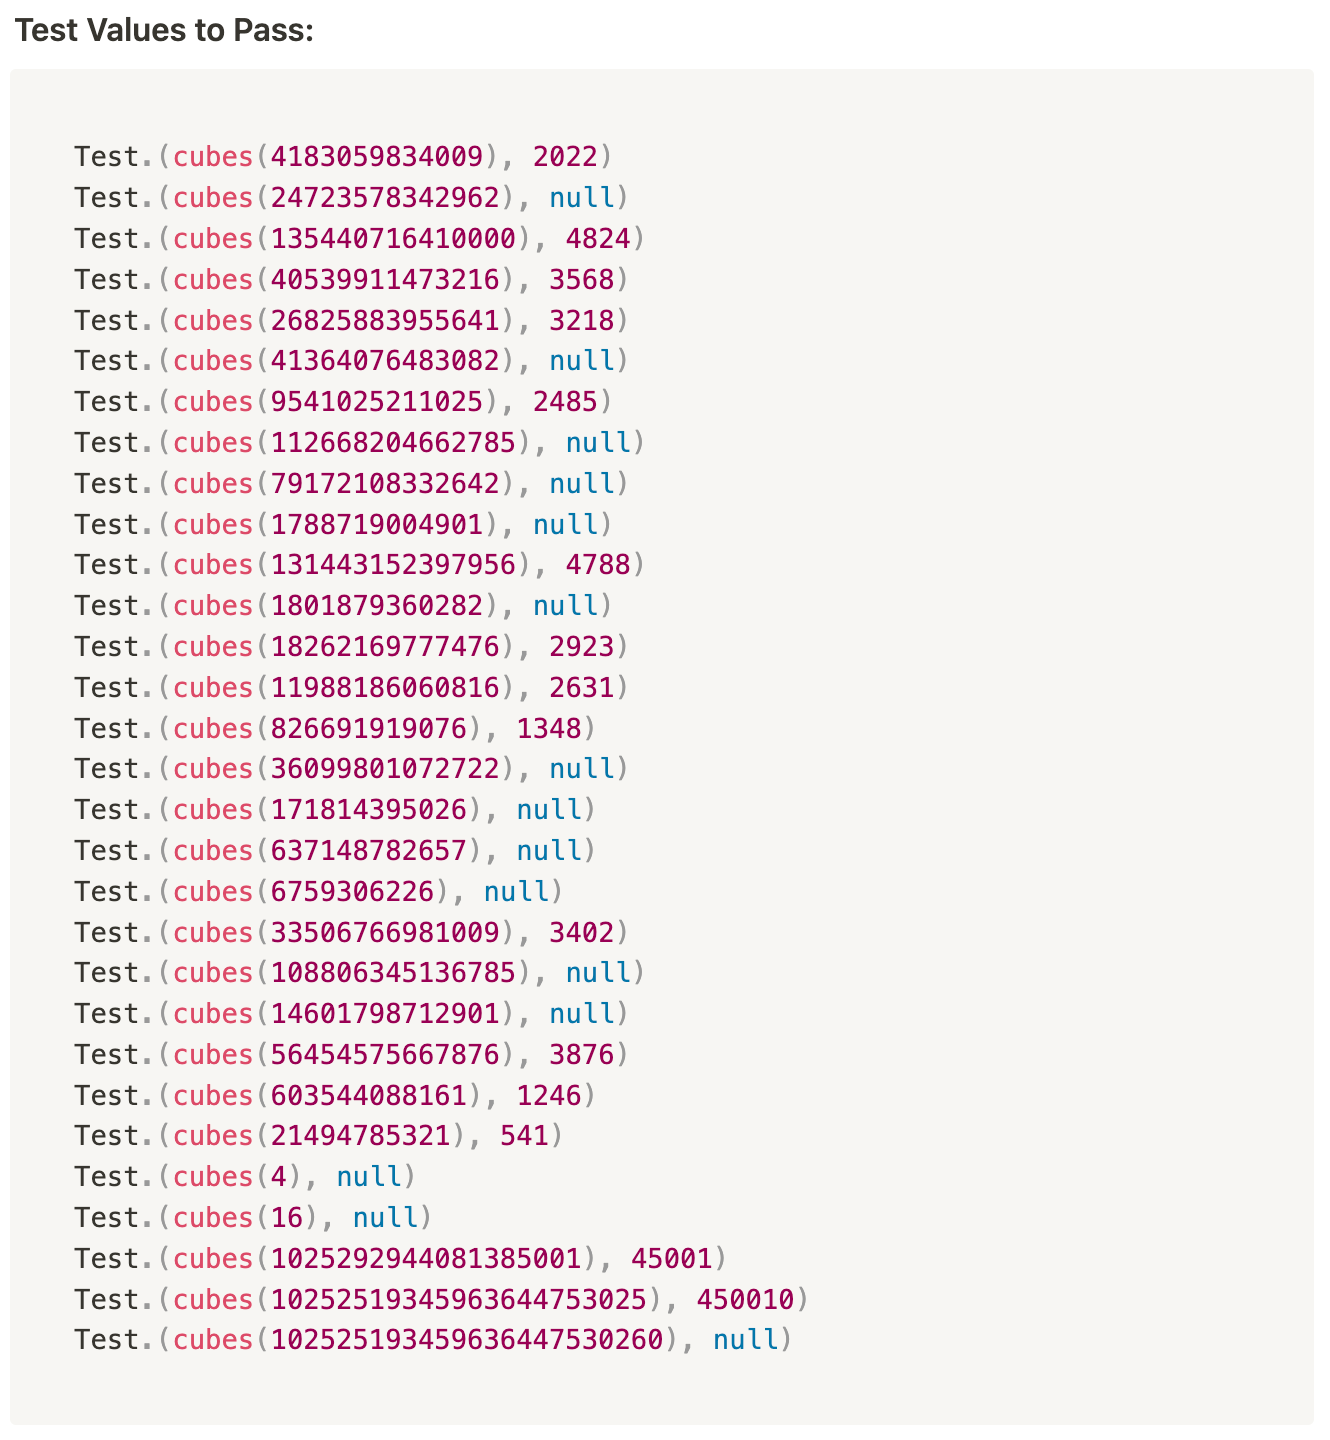 Test Values to Pass:
Test.(cubes(4183059834009), 2022)
Test.(cubes(24723578342962), null)
Test.(cubes(135440716410000), 4824)
Test.(cubes(40539911473216), 3568)
Test.(cubes(26825883955641), 3218)
Test.(cubes(41364076483082), null)
Test.(cubes(9541025211025), 2485)
Test.(cubes(112668204662785), null)
Test.(cubes(79172108332642), null)
Test.(cubes(1788719004901), null)
Test.(cubes(131443152397956), 4788)
Test.(cubes(1801879360282), null)
Test.(cubes(18262169777476), 2923)
Test.(cubes(11988186060816), 2631)
Test.(cubes(826691919076), 1348)
Test.(cubes(36099801072722), null)
Test.(cubes(171814395026), null)
Test.(cubes(637148782657), null)
Test.(cubes(6759306226), null)
Test.(cubes(33506766981009), 3402)
Test.(cubes(108806345136785), null)
Test.(cubes(14601798712901), null)
Test.(cubes(56454575667876), 3876)
Test.(cubes(603544088161), 1246)
Test.(cubes(21494785321), 541)
Test.(cubes(4), null)
Test.(cubes(16), null)
Test.(cubes(1025292944081385001), 45001)
Test.(cubes(10252519345963644753025), 450010)
Test.(cubes(102525193459636447530260), null)